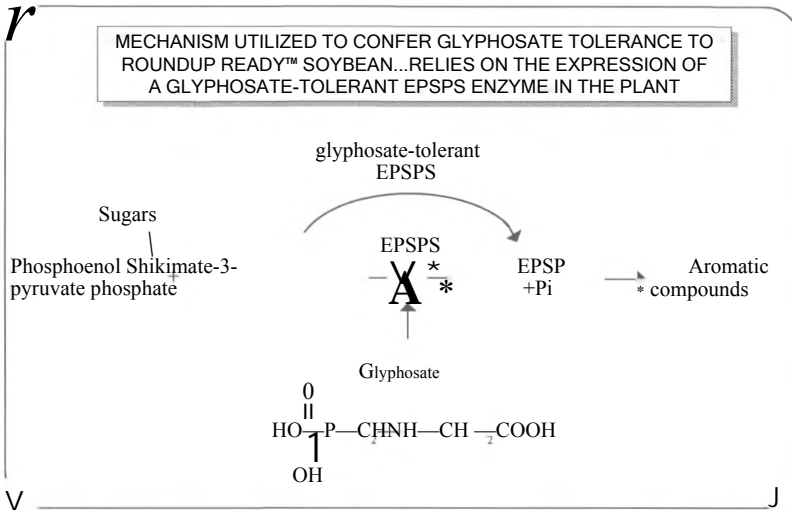 r
MECHANISM UTILIZED TO CONFER GLYPHOSATE TOLERANCE TO
ROUNDUP READY™ SOYBEAN...RELIES ON THE EXPRESSION OF
A GLYPHOSATE-TOLERANT EPSPS ENZYME IN THE PLANT
glyphosate-tolerant
EPSPS
Sugars
EPSPS
Phosphoenol Shikimate-3-
pyruvate phosphate
+
* *
A
EPSP
+Pi
Aromatic
* compounds
Glyphosate
0
HO—P—CH2NH—CH2—COOH
OH
V J